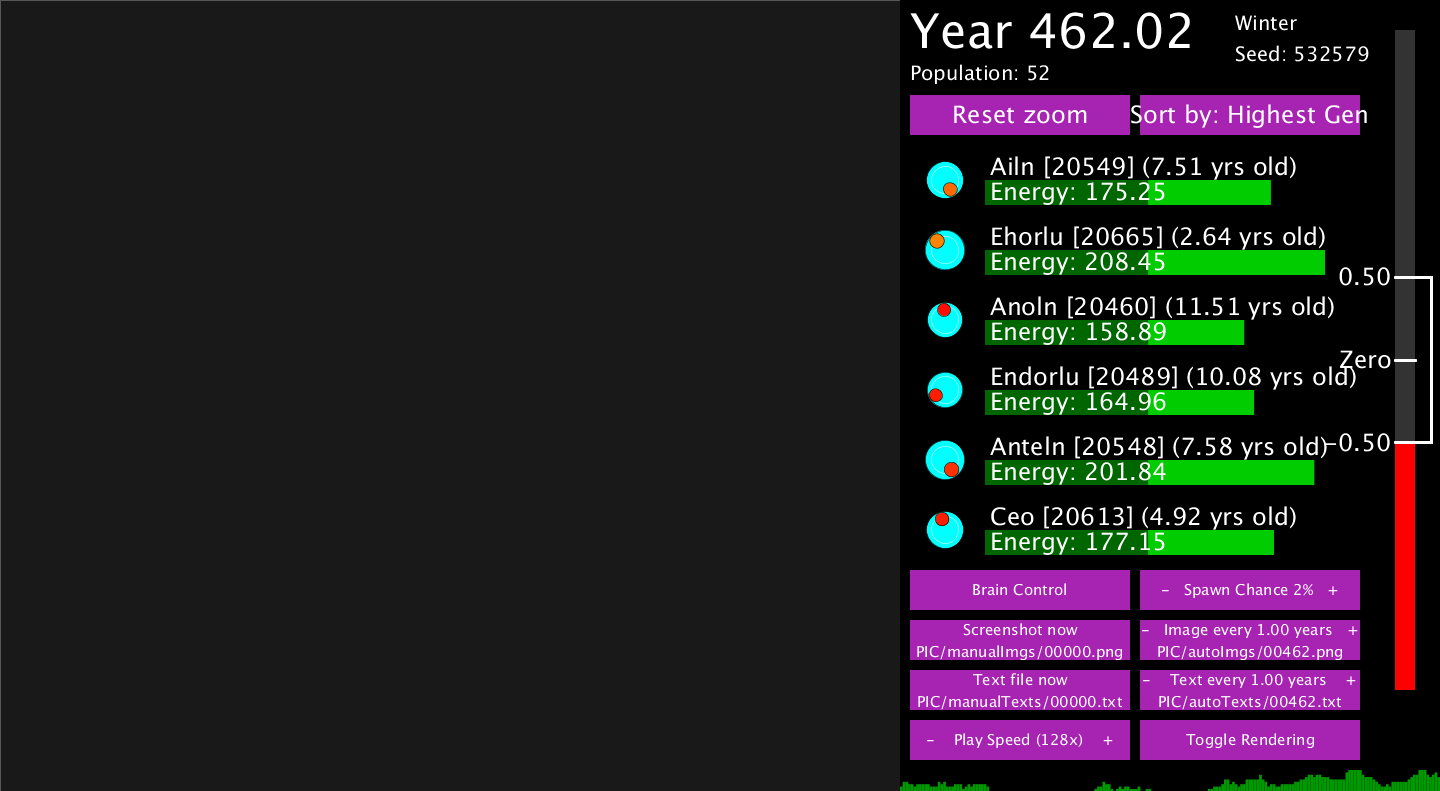 Year 462.02
Winter
Seed: 532579
Population: 52
Reset zoom
Sort by: Highest Gen
Ailn [20549] (7.51 yrs old)
Energy: 175.25
Ehorlu [20665] (2.64 yrs old)
Energy: 208.45
Anoln [20460] (11.51 yrs old)
Energy: 158.89
Endorlu [20489] (10.08 yrs old)
Energy: 164.96
Anteln [20548] (7.58 yrs old)
Energy: 201.84
Ceo [20613] (4.92 yrs old)
Energy: 177.15
0.50
Zero
-0.50
Brain Control
- Spawn Chance 2% +
Screenshot now
PIC/manualImgs/00000.png
- Image every 1.00 years +
PIC/autoImgs/00462.png
Text file now
PIC/manualTexts/00000.txt
- Text every 1.00 years +
PIC/autoTexts/00462.txt
- Play Speed (128x) +
Toggle Rendering